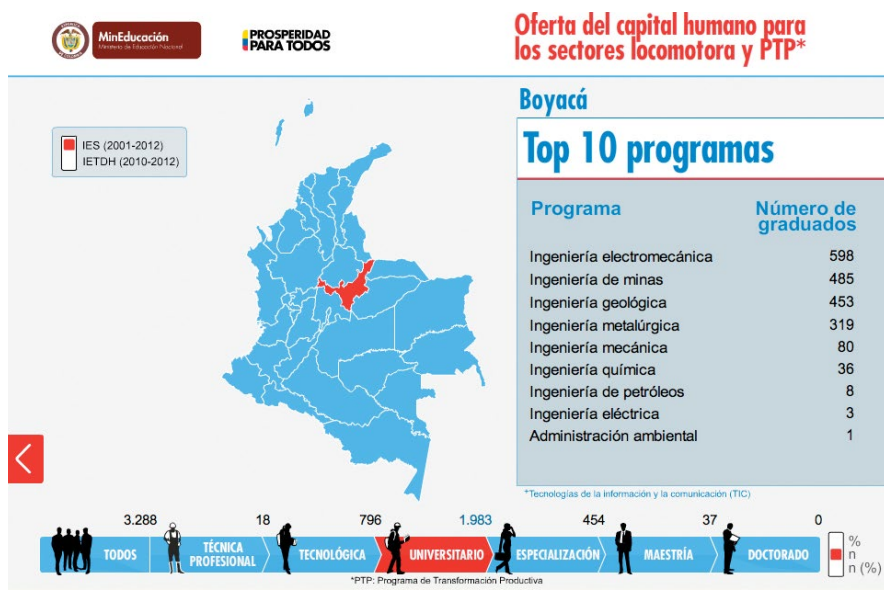 MinEducación
Ministerio de Educación Nacional
PROSPERIDAD
PARA TODOS
Oferta del capital humano para
los sectores locomotora y PTP*
Boyacá
Top 10 programas
IES (2001-2012)
IETDH (2010-2012)
Programa Número de graduados
Ingeniería electromecánica 598
Ingeniería de minas 485
Ingeniería geológica 453
Ingeniería metalúrgica 319
Ingeniería mecánica 80
Ingeniería química 36
Ingeniería de petróleos 8
Ingeniería eléctrica 3
Administración ambiental 1
*Tecnologías de la información y la comunicación (TIC)
3.288 18 796 1.983 454 37 0
TODOS TÉCNICA PROFESIONAL TECNOLÓGICA UNIVERSITARIO ESPECIALIZACIÓN MAESTRÍA DOCTORADO
%
n
n (%)
*PTP: Programa de Transformación Productiva